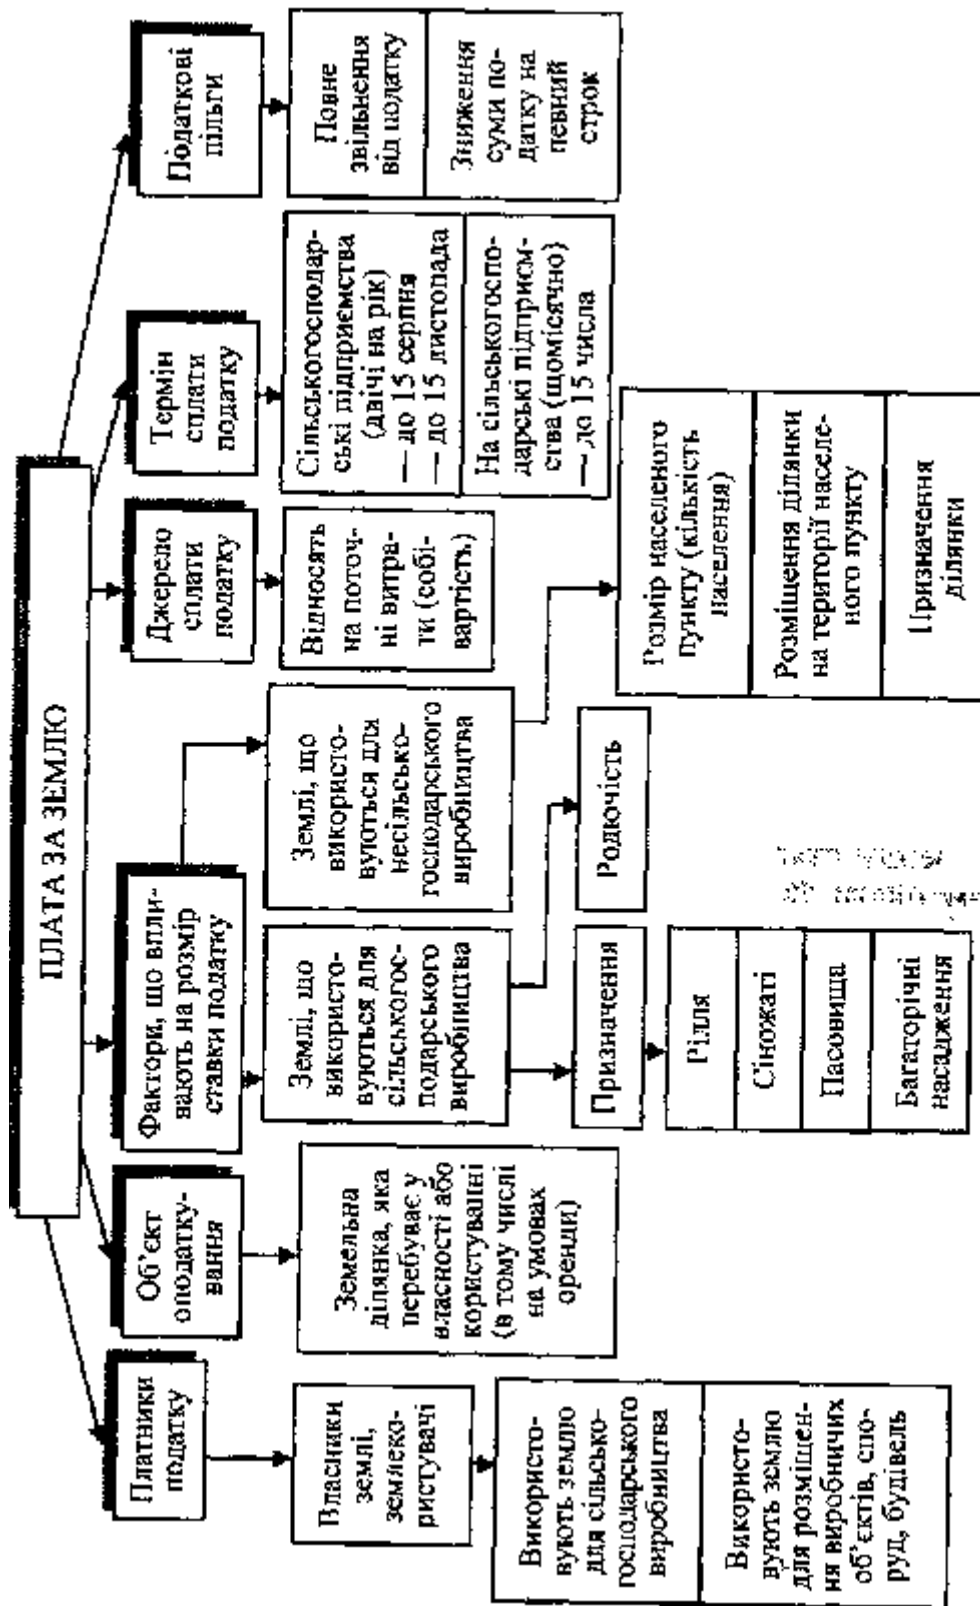 ПЛАТА ЗА ЗЕМЛЮ
Платники
податку
Власники
землі,
землеко-
ристувачі
Використо-
вують землю
для сільсько-
господарського
виробництва
Використо-
вують землю
для розміщен-
ня виробничих
об’єктів, спо-
руд, будівель
Об’єкт
оподатку-
вання
Земельна
ділянка, яка
перебуває у
власності або
користуванні
(в тому числі
на умовах
оренди)
Фактори, що впли-
вають на розмір
ставки податку
Землі, що
використо-
вуються для
сільськогос-
подарського
виробництва
Призначення
Рілля
Сіножаті
Пасовища
Багаторічні
насадження
Родючість
Землі, що
використо-
вуються для
несільсько-
господарського
виробництва
Розмір населеного
пункту (кількість
населення)
Розміщення ділянки
на території населе-
ного пункту
Призначення
ділянки
Джерело
сплати
податку
Відносять
на поточ-
ні витра-
ти (собі-
вартість)
Термін
сплати
податку
Сільськогосподар-
ські підприємства
(двічі на рік)
— до 15 серпня
— до 15 листопада
На сільськогоспо-
дарські підприєм-
ства (щомісячно)
— до 15 числа
Податкові
пільги
Повне
звільнення
від податку
Зниження
суми по-
датку на
певний
строк